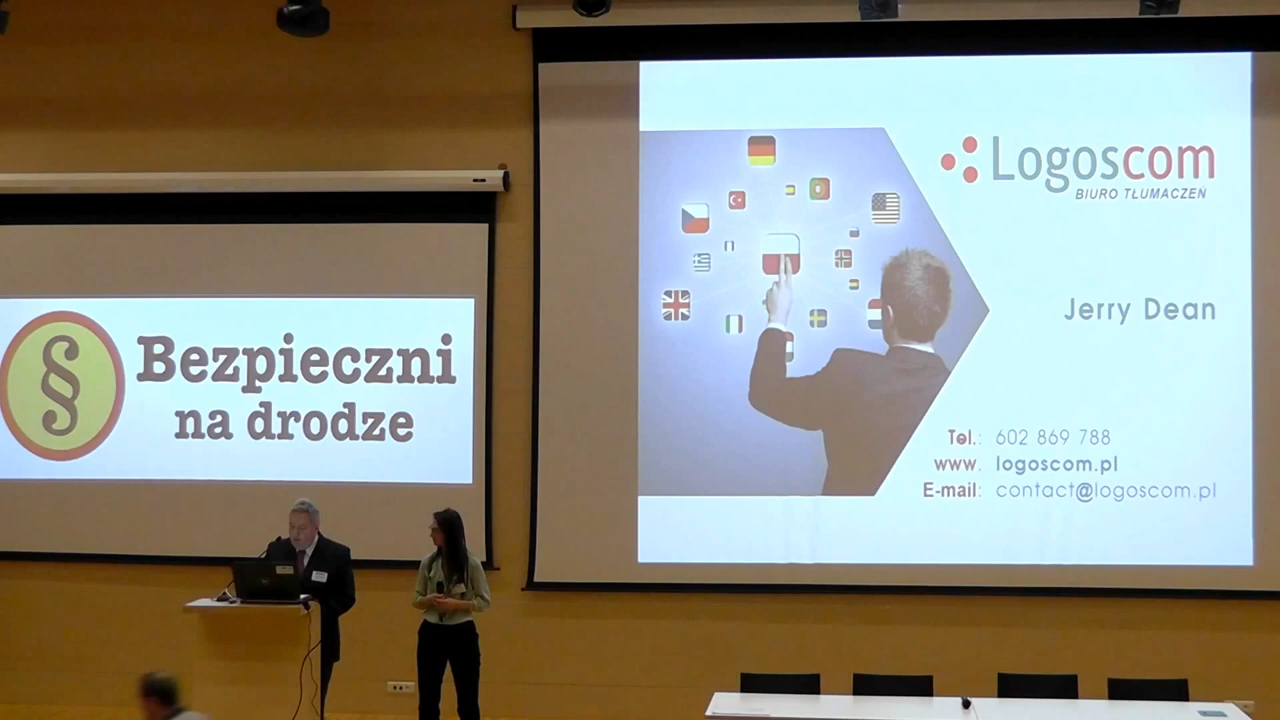 §
Bezpieczni
na drodze
Logoscom
BIURO TŁUMACZEŃ
Jerry Dean
Tel.: 602 869 788
www. logoscom.pl
E-mail: contact@logoscom.pl